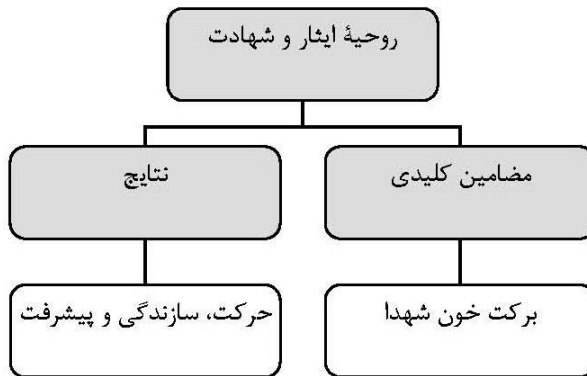 روحیهٔ ایثار و شهادت
مضامین کلیدی
نتایج
برکت خون شهدا
حرکت، سازندگی و پیشرفت